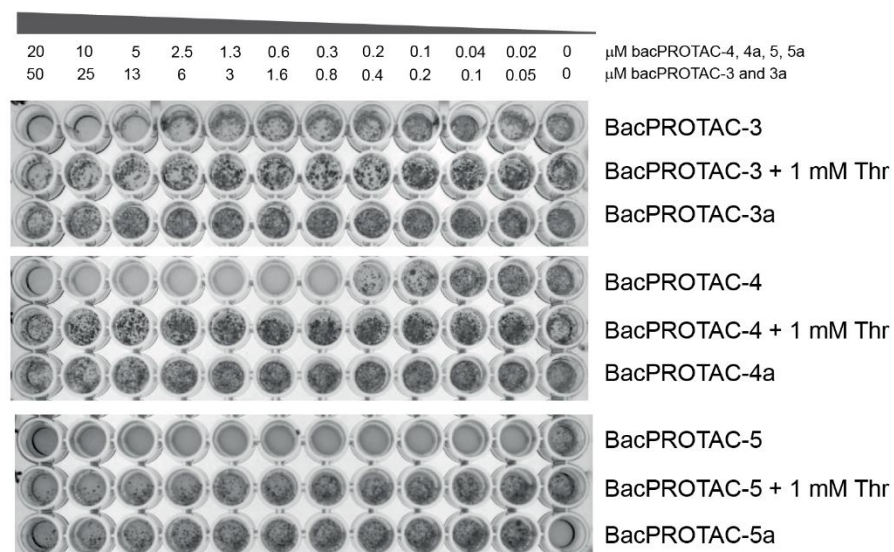 20 10 5 2.5 1.3 0.6 0.3 0.2 0.1 0.04 0.02 0 μM bacPROTAC-4, 4a, 5, 5a
50 25 13 6 3 1.6 0.8 0.4 0.2 0.1 0.05 0 μM bacPROTAC-3 and 3a
BacPROTAC-3
BacPROTAC-3 + 1 mM Thr
BacPROTAC-3a
BacPROTAC-4
BacPROTAC-4 + 1 mM Thr
BacPROTAC-4a
BacPROTAC-5
BacPROTAC-5 + 1 mM Thr
BacPROTAC-5a